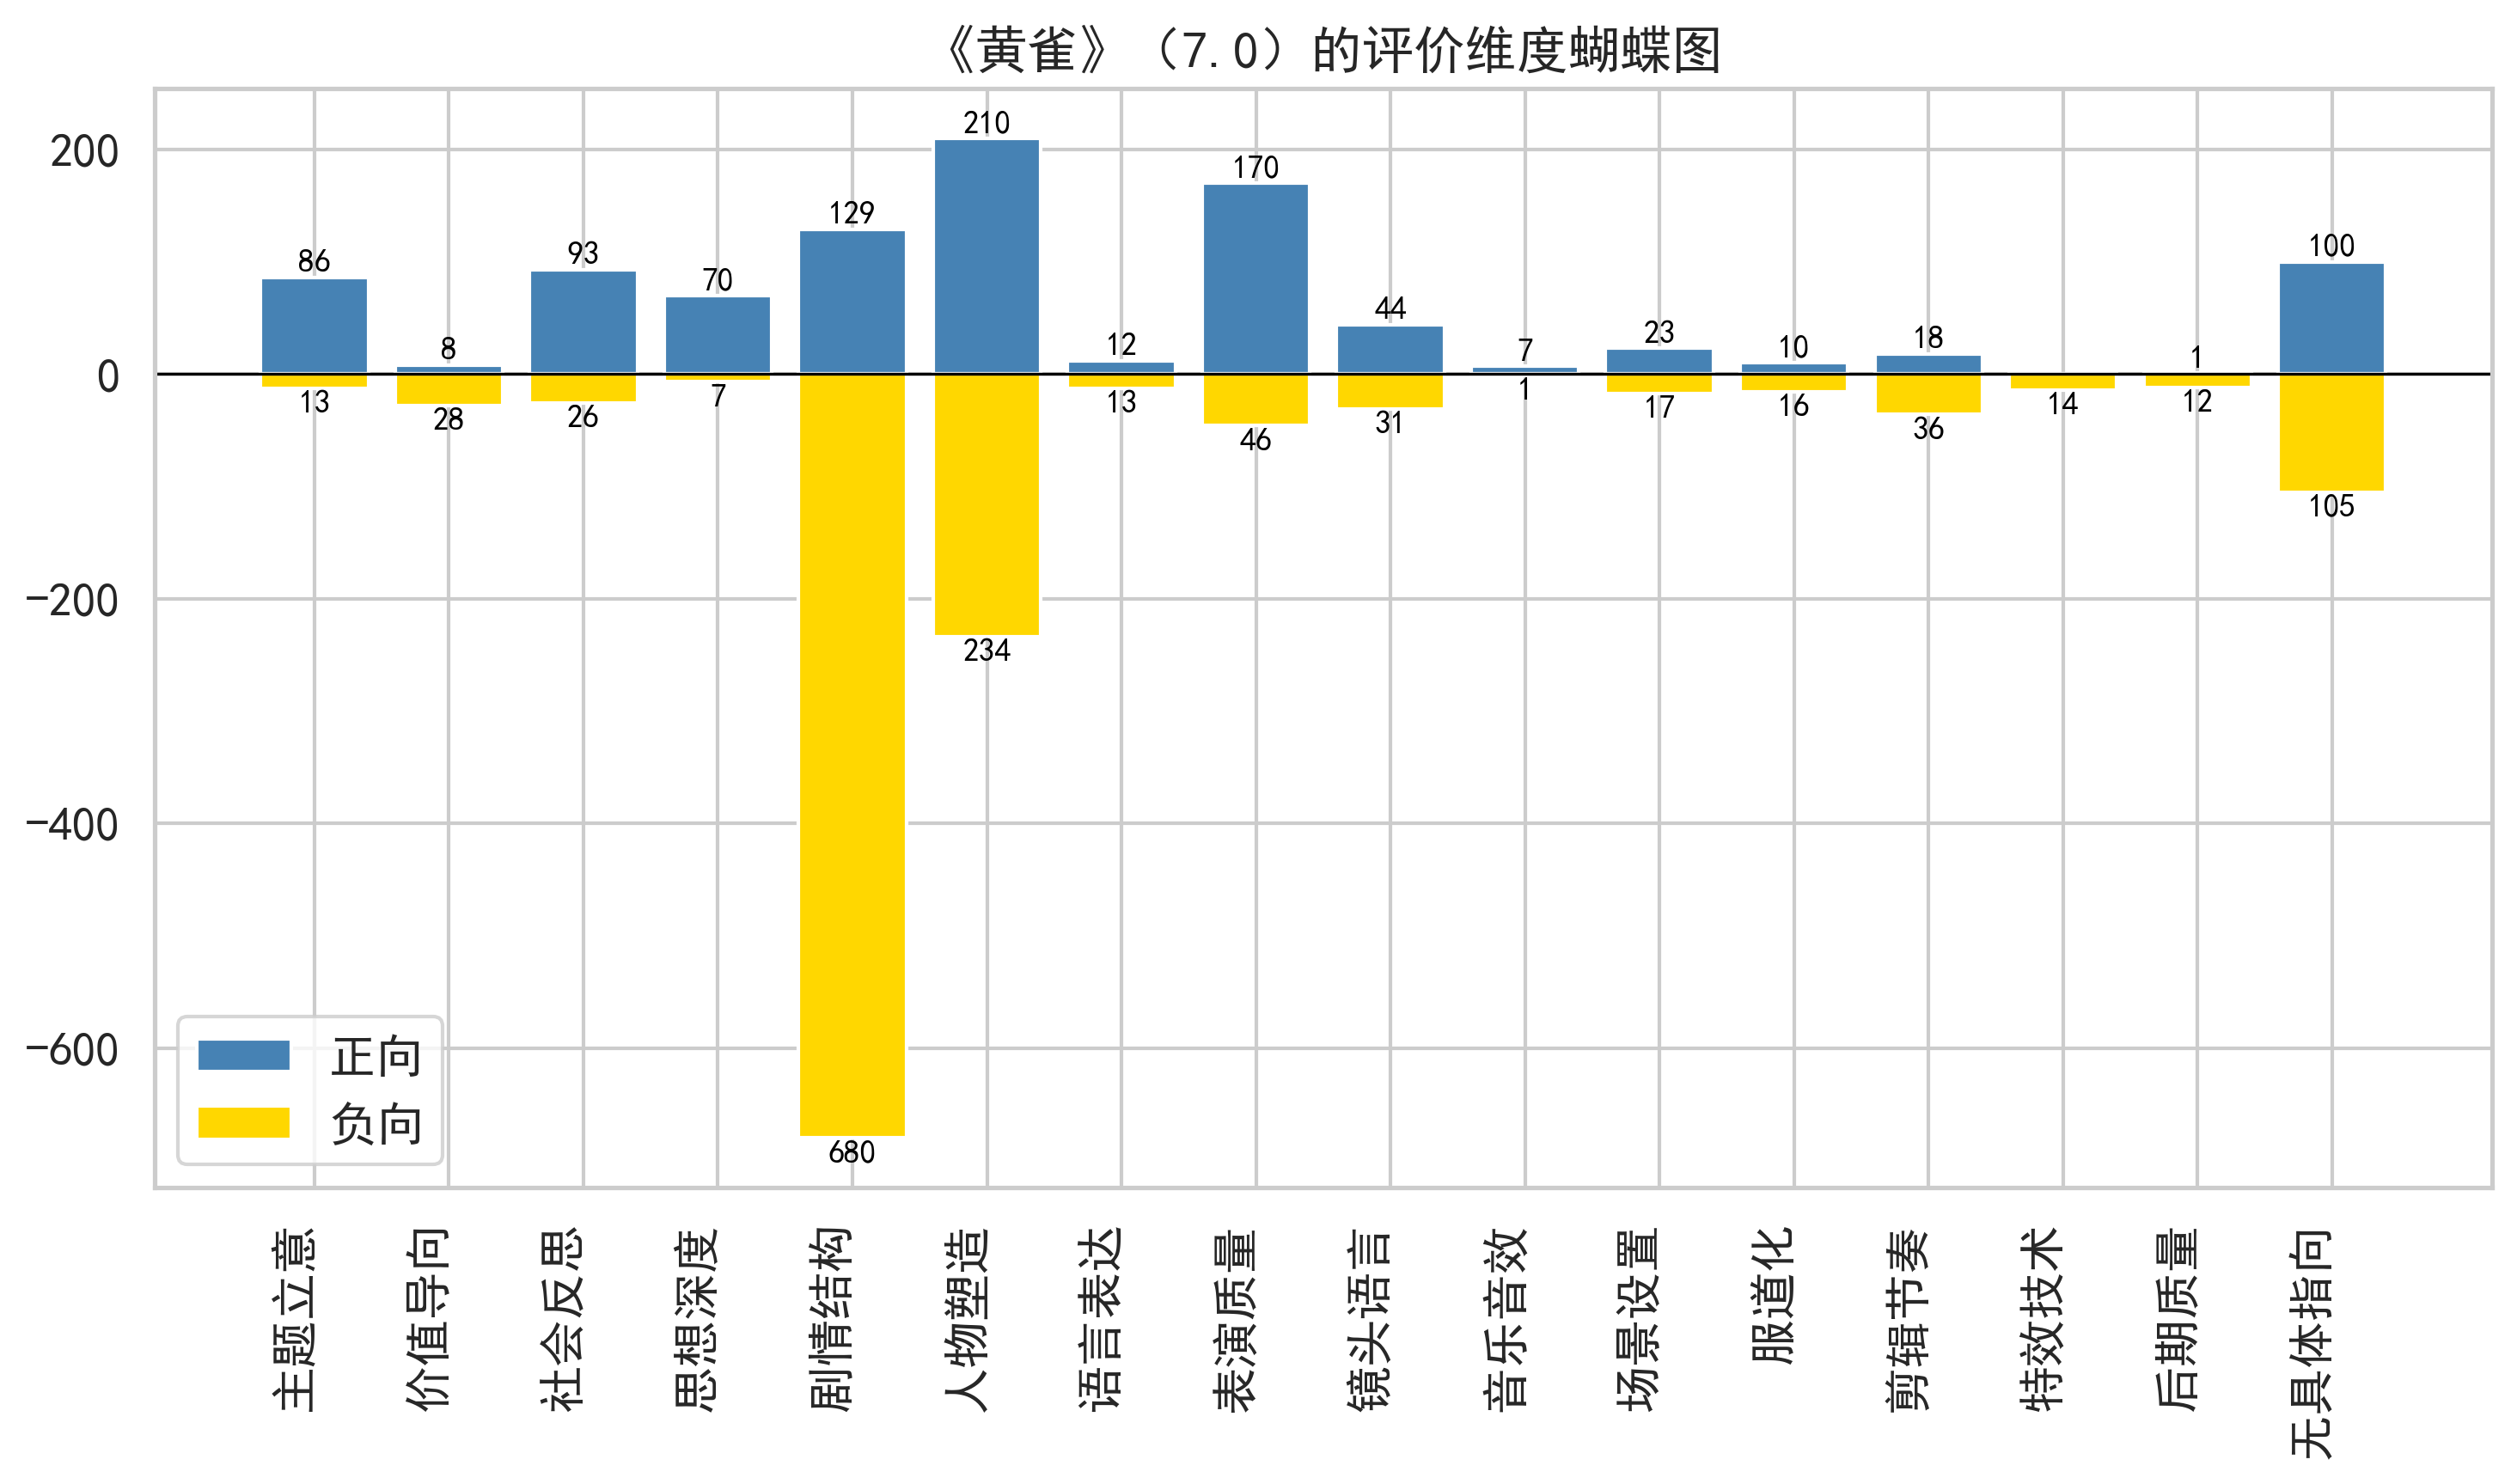 《黄雀》（7.0）的评价维度蝴蝶图
200
0
−200
−400
−600
86
8
93
70
129
210
12
170
44
7
23
10
18
1
100
13
28
26
7
680
234
13
46
31
1
17
16
36
14
12
105
正向
负向
主题立意
价值导向
社会反思
思想深度
剧情结构
人物塑造
语言表达
表演质量
镜头语言
音乐音效
场景设置
服道化
剪辑节奏
特效技术
后期质量
无具体指向